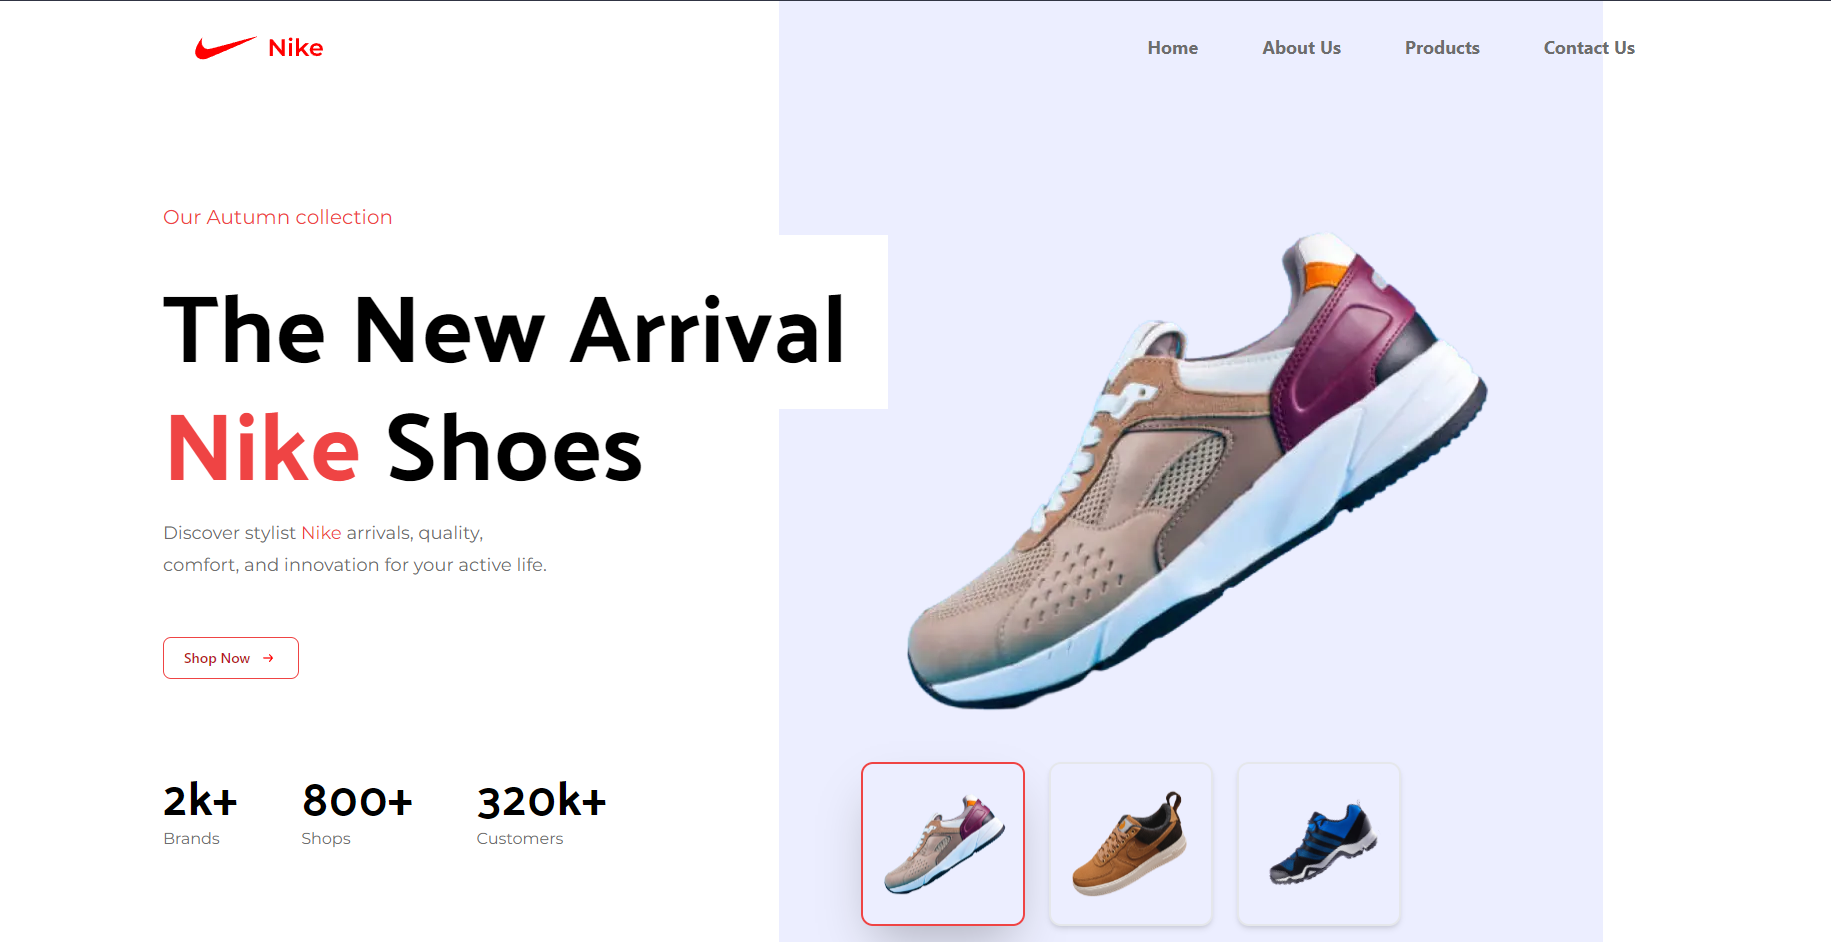 Nike
Home
About Us
Products
Contact Us
Our Autumn collection
The New Arrival
Nike Shoes
Discover stylist Nike arrivals, quality,
comfort, and innovation for your active life.
Shop Now →
2k+
Brands
800+
Shops
320k+
Customers